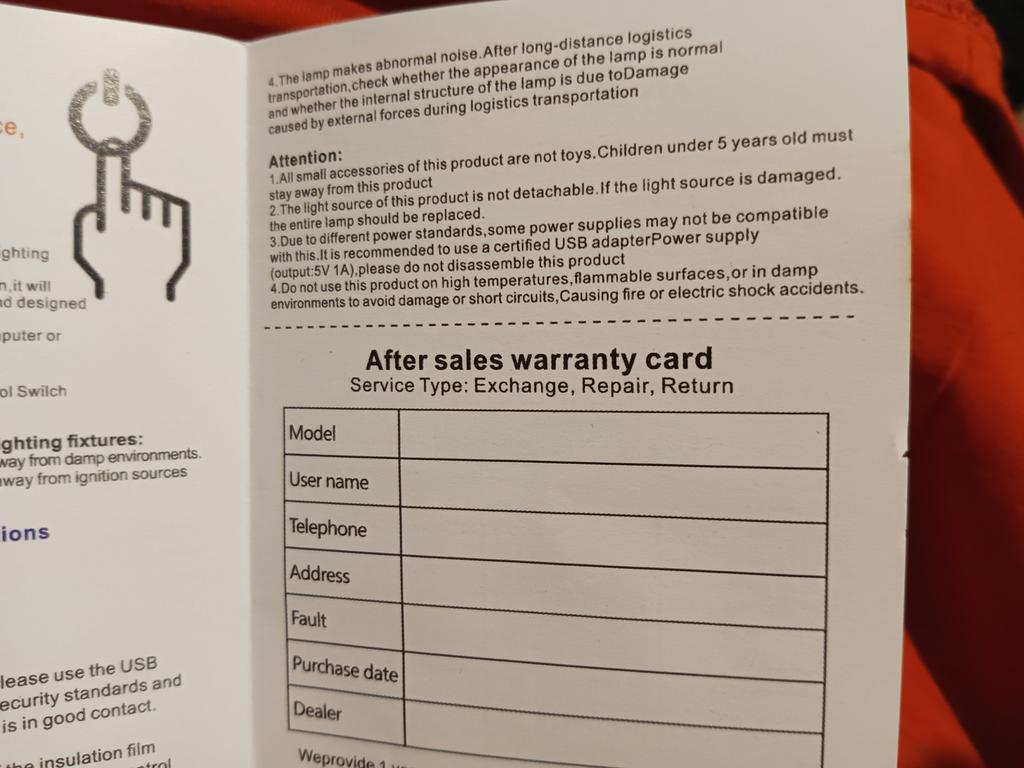 ce,
ghting
n,it will
nd designed
puter or
ol Swilch
ghting fixtures:
way from damp environments.
way from ignition sources
ions
lease use the USB
ecurity standards and
is in good contact.
the insulation film
4.The lamp makes abnormal noise.After long-distance logistics
transportation,check whether the appearance of the lamp is normal
and whether the internal structure of the lamp is due toDamage
caused by external forces during logistics transportation
Attention:
1.All small accessories of this product are not toys.Children under 5 years old must
stay away from this product
2.The light source of this product is not detachable.If the light source is damaged.
the entire lamp should be replaced.
3.Due to different power standards,some power supplies may not be compatible
with this.It is recommended to use a certified USB adapterPower supply
(output:5V 1A),please do not disassemble this product
4.Do not use this product on high temperatures,flammable surfaces,or in damp
environments to avoid damage or short circuits,Causing fire or electric shock accidents.
After sales warranty card
Service Type: Exchange, Repair, Return
Model
User name
Telephone
Address
Fault
Purchase date
Dealer
Weprovide 1